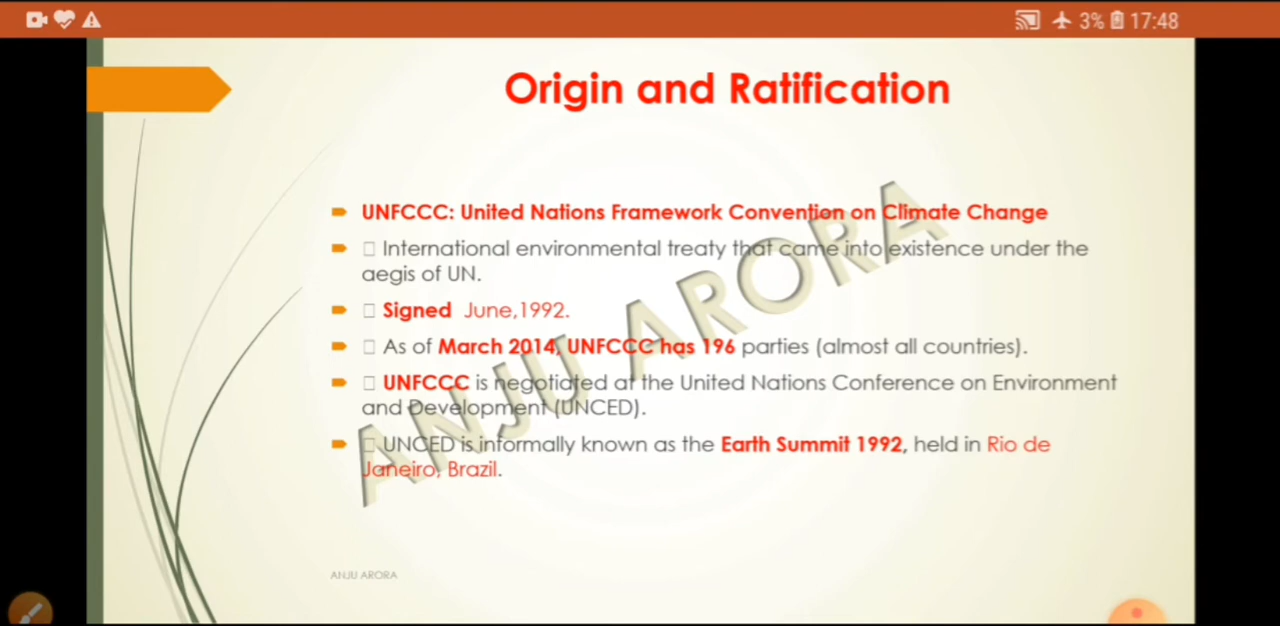 3% 17:48
Origin and Ratification
UNFCCC: United Nations Framework Convention on Climate Change
International environmental treaty that came into existence under the
aegis of UN.
Signed June,1992.
As of March 2014, UNFCCC has 196 parties (almost all countries).
UNFCCC is negotiated at the United Nations Conference on Environment
and Development (UNCED).
UNCED is informally known as the Earth Summit 1992, held in Rio de
Janeiro, Brazil.
ANJU ARORA
ANJU ARORA